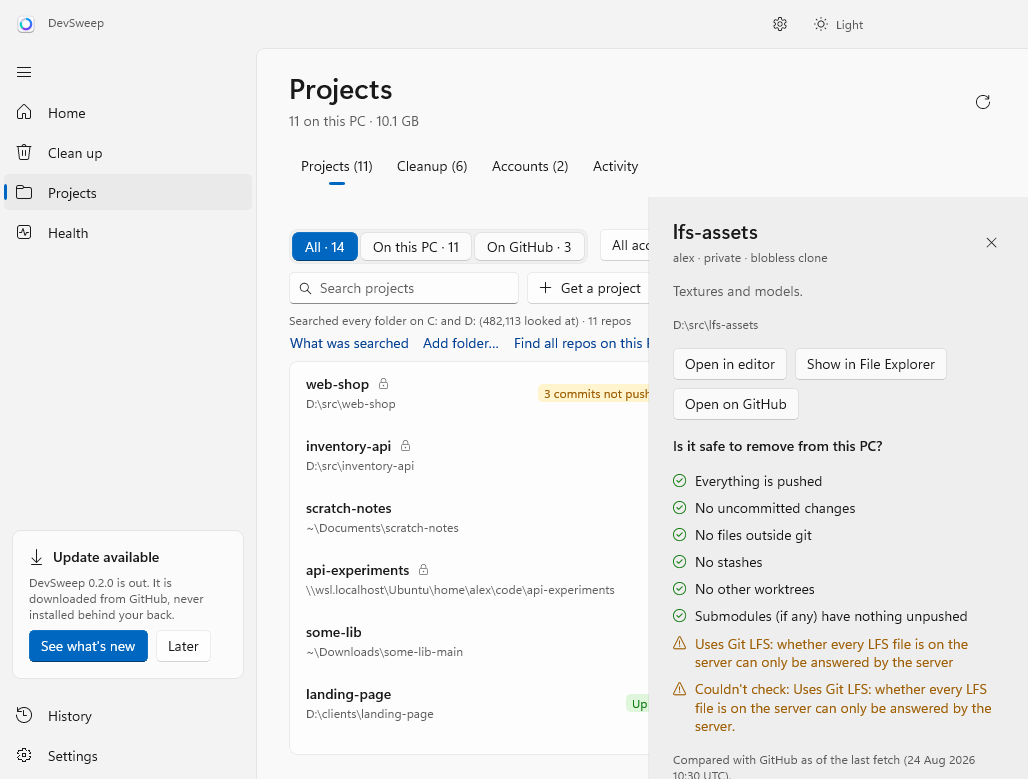 DevSweep
Light
Home
Clean up
Projects
Health
Update available
DevSweep 0.2.0 is out. It is
downloaded from GitHub, never
installed behind your back.
See what's new
Later
History
Settings
Projects
11 on this PC · 10.1 GB
Projects (11)
Cleanup (6)
Accounts (2)
Activity
All · 14
On this PC · 11
On GitHub · 3
All acc
Search projects
Get a project
Searched every folder on C: and D: (482,113 looked at) · 11 repos
What was searched
Add folder...
Find all repos on this
web-shop
D:\src\web-shop
3 commits not push
inventory-api
D:\src\inventory-api
scratch-notes
~\Documents\scratch-notes
api-experiments
\\wsl.localhost\Ubuntu\home\alex\code\api-experiments
some-lib
~\Downloads\some-lib-main
landing-page
D:\clients\landing-page
Up
lfs-assets
alex · private · blobless clone
Textures and models.
D:\src\lfs-assets
Open in editor
Show in File Explorer
Open on GitHub
Is it safe to remove from this PC?
Everything is pushed
No uncommitted changes
No files outside git
No stashes
No other worktrees
Submodules (if any) have nothing unpushed
Uses Git LFS: whether every LFS file is on the
server can only be answered by the server
Couldn't check: Uses Git LFS: whether every LFS
file is on the server can only be answered by the
server.
Compared with GitHub as of the last fetch (24 Aug 2026
10:30 UTC).